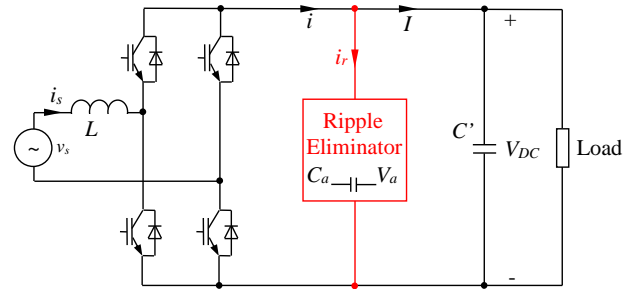 i
I
+
i_r
i_s
L
~
v_s
Ripple
Eliminator
C_a
V_a
C’
V_DC
Load
-